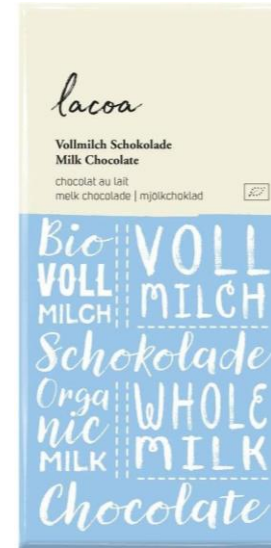 lacoa
Vollmilch Schokolade
Milk Chocolate
chocolat au lait
melk chocolade | mjölkchoklad
Bio
VOLL
MILCH
VOLL
MILCH
Schokolade
Orga
nic
MILK
WHOLE
MILK
Chocolate